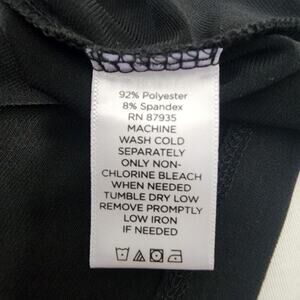 92% Polyester
8% Spandex
RN 87935
MACHINE
WASH COLD
SEPARATELY
ONLY NON-
CHLORINE BLEACH
WHEN NEEDED
TUMBLE DRY LOW
REMOVE PROMPTLY
LOW IRON
IF NEEDED